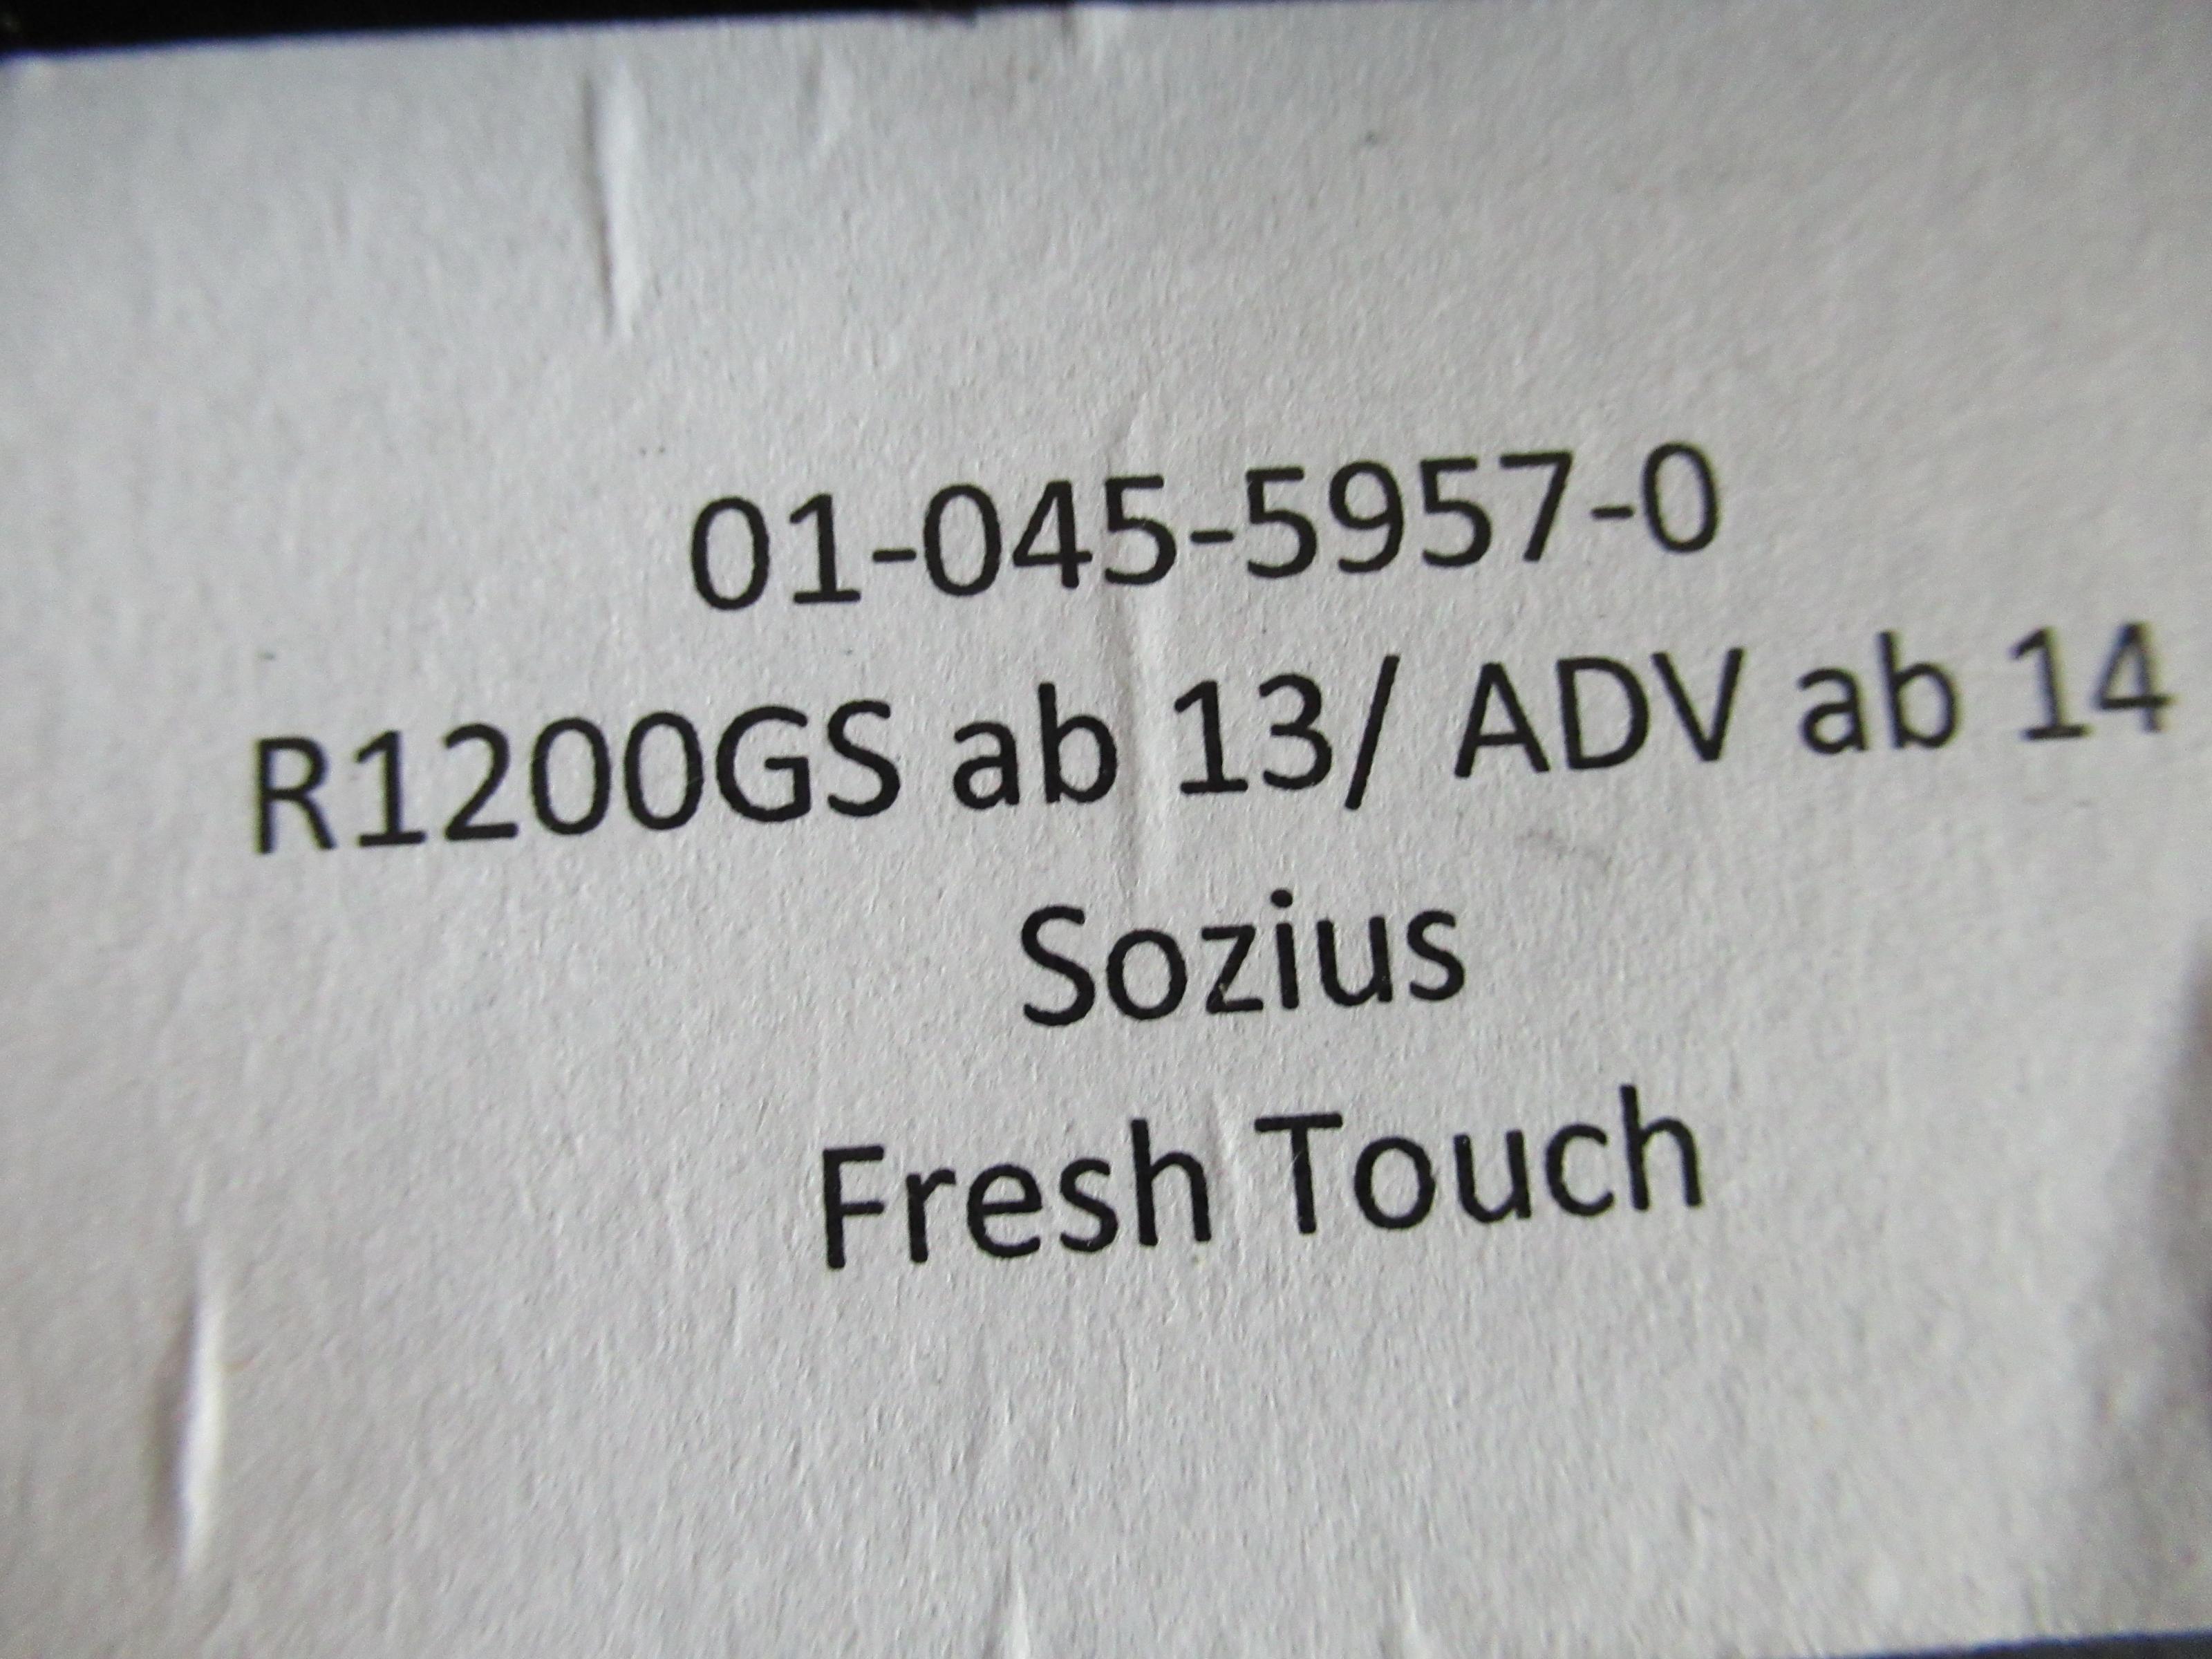 01-045-5957-0
R1200GS ab 13/ ADV ab 14
Sozius
Fresh Touch